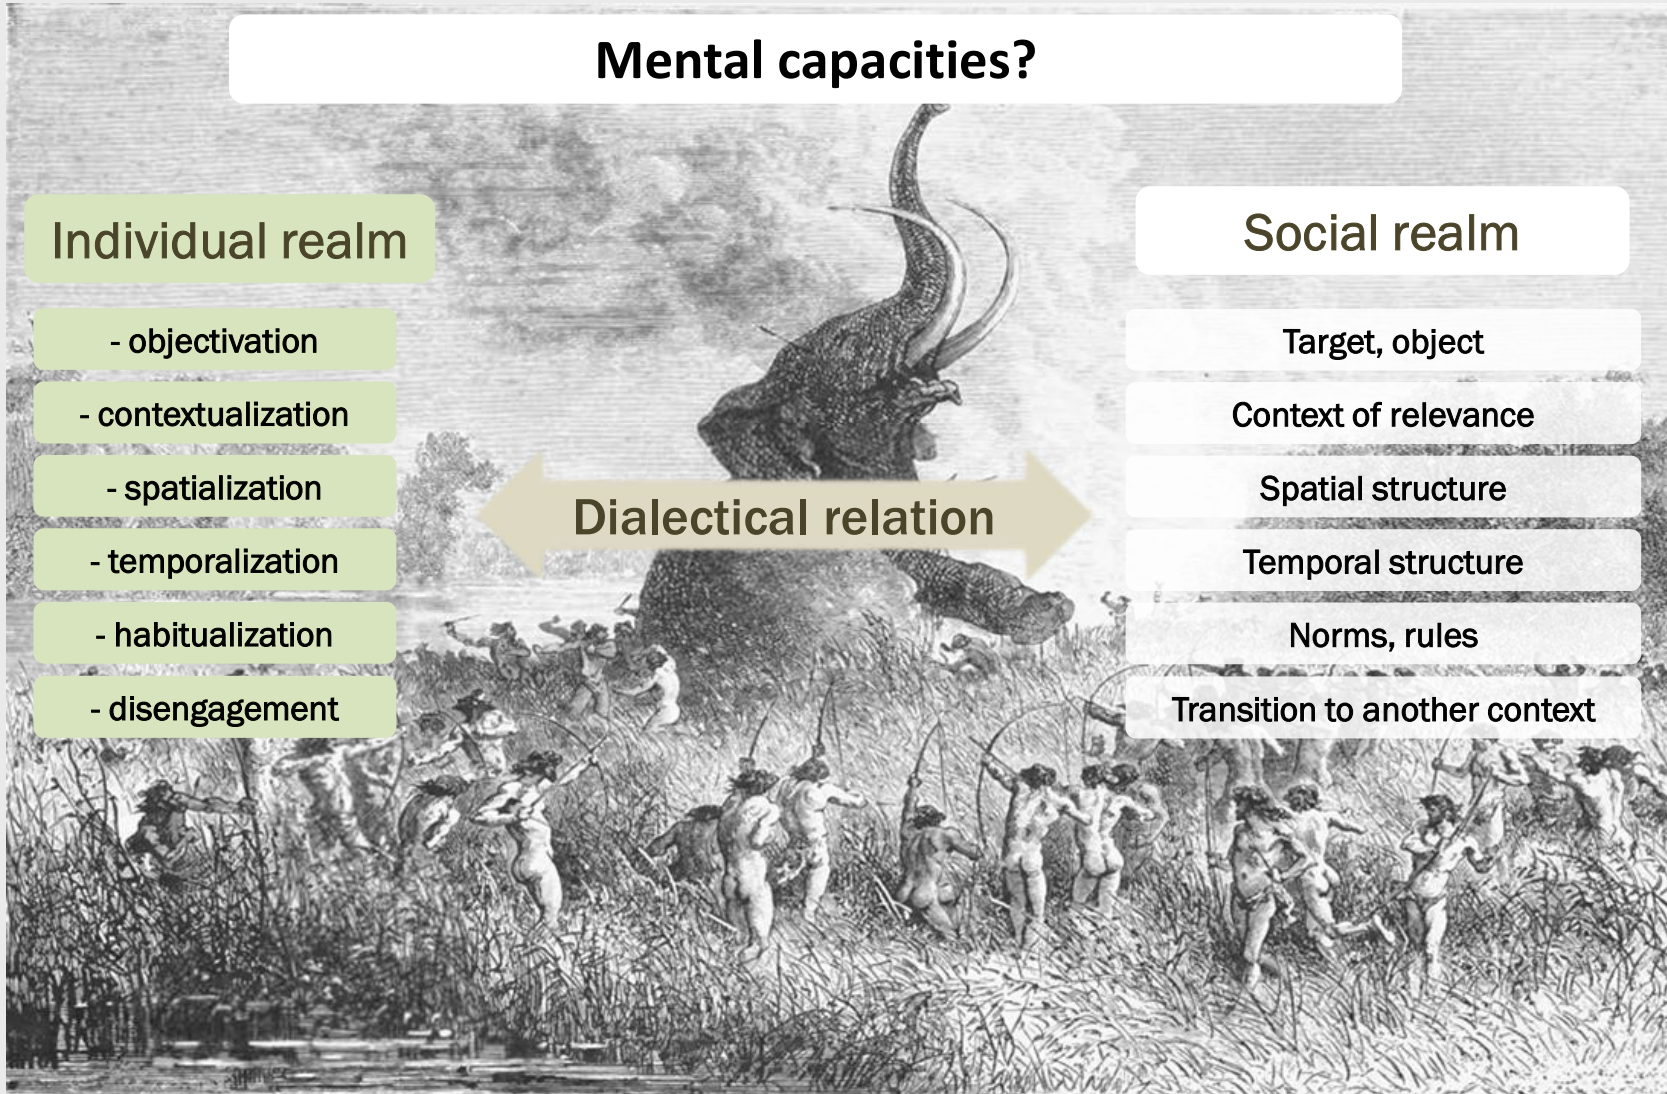 Mental capacities?
Individual realm
- objectivation
- contextualization
- spatialization
- temporalization
- habitualization
- disengagement
Dialectical relation
Social realm
Target, object
Context of relevance
Spatial structure
Temporal structure
Norms, rules
Transition to another context